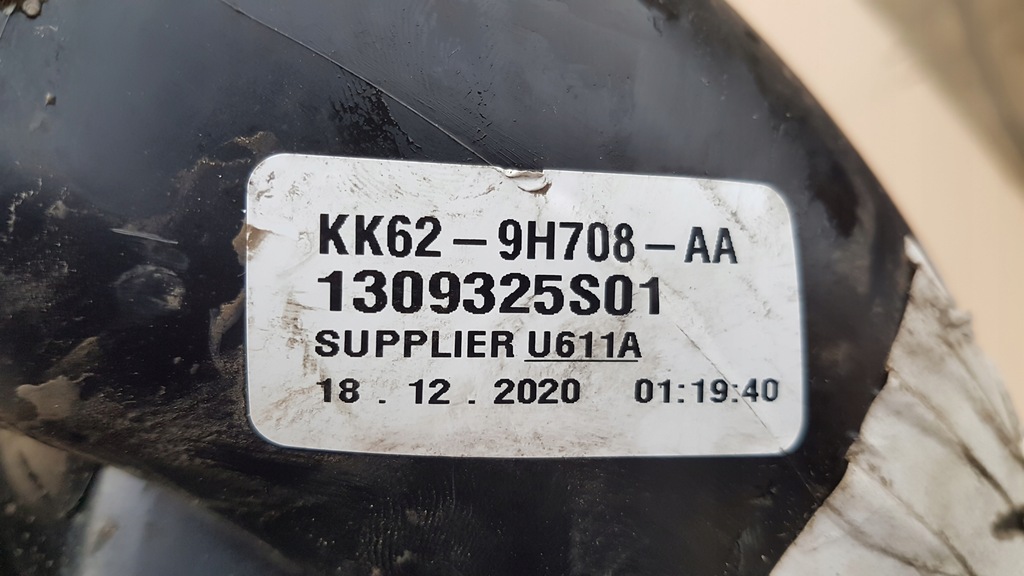 KK62-9H708-AA
1309325S01
SUPPLIER U611A
18 . 12 . 2020 01:19:40